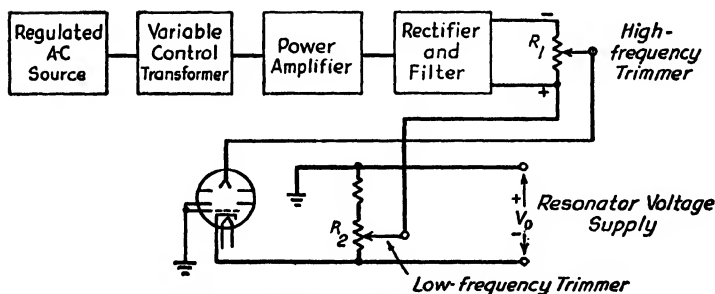 Regulated
A-C
Source
Variable
Control
Transformer
Power
Amplifier
Rectifier
and
Filter
−
R1
+
High-
frequency
Trimmer
R2
+
V0
−
Resonator Voltage
Supply
Low-frequency Trimmer